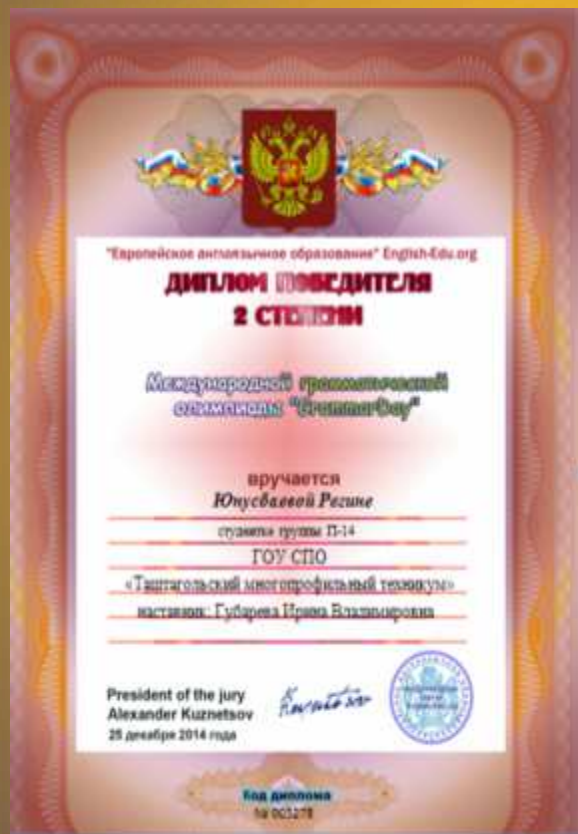 "Европейское англоязычное образование" English-Edu.org
ДИПЛОМ ПОБЕДИТЕЛЯ
2 СТЕПЕНИ
Международной грамматической
олимпиады "GrammarDay"
вручается
Юнусбаевой Регине
студентке группы П-14
ГОУ СПО
«Таштагольский многопрофильный техникум»
наставник: Губарева Ирина Владимировна
President of the jury
Alexander Kuznetsov
25 декабря 2014 года
Код диплома
№ 005278